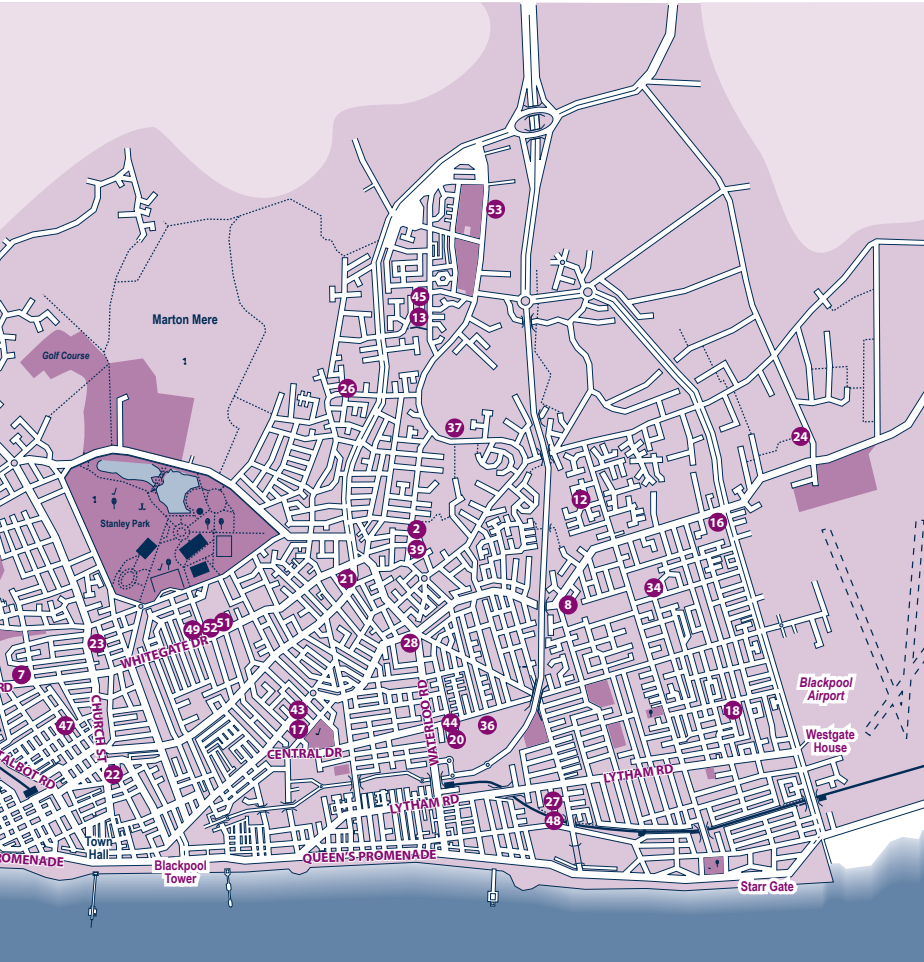 53
45
13
Marton Mere
Golf Course
26
37
24
12
16
Stanley Park
2
39
21
34
8
49
52
51
23
28
WHITEGATE DR
7
RD
Blackpool
Airport
CHURCH ST
WATERLOO RD
43
17
47
44
20
36
18
Westgate
House
CENTRAL DR
TALBOT RD
22
LYTHAM RD
27
LYTHAM RD
48
Town
Hall
OMENADE
Blackpool
Tower
QUEEN'S PROMENADE
Starr Gate